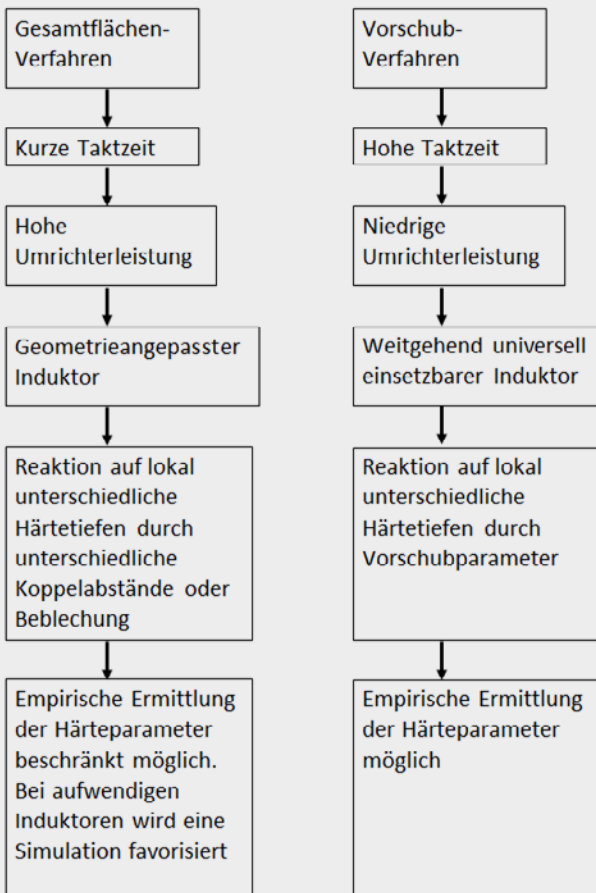 Gesamtflächen-
Verfahren
Kurze Taktzeit
Hohe
Umrichterleistung
Geometrieangepasster
Induktor
Reaktion auf lokal
unterschiedliche
Härtetiefen durch
unterschiedliche
Koppelabstände oder
Beblechung
Empirische Ermittlung
der Härteparameter
beschränkt möglich.
Bei aufwendigen
Induktoren wird eine
Simulation favorisiert
Vorschub-
Verfahren
Hohe Taktzeit
Niedrige
Umrichterleistung
Weitgehend universell
einsetzbarer Induktor
Reaktion auf lokal
unterschiedliche
Härtetiefen durch
Vorschubparameter
Empirische Ermittlung
der Härteparameter
möglich